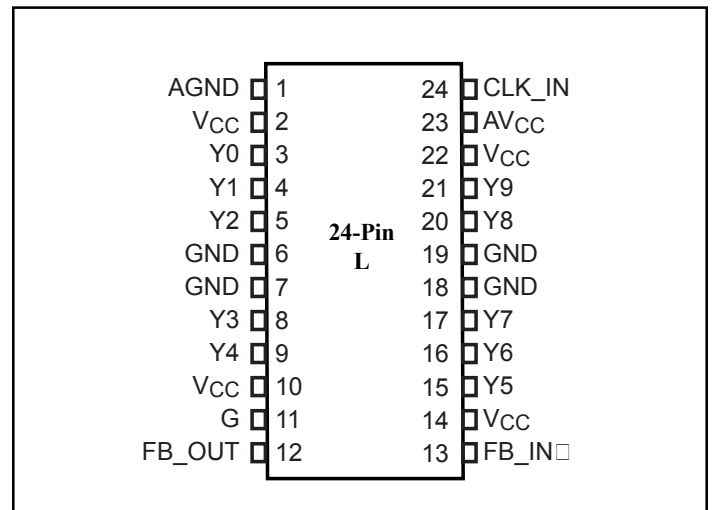 AGND 1 24 CLK_IN
VCC 2 23 AVCC
Y0 3 22 VCC
Y1 4 21 Y9
Y2 5 20 Y8
24-Pin
GND 6 19 GND
L
GND 7 18 GND
Y3 8 17 Y7
Y4 9 16 Y6
VCC 10 15 Y5
G 11 14 VCC
FB_OUT 12 13 FB_IN□